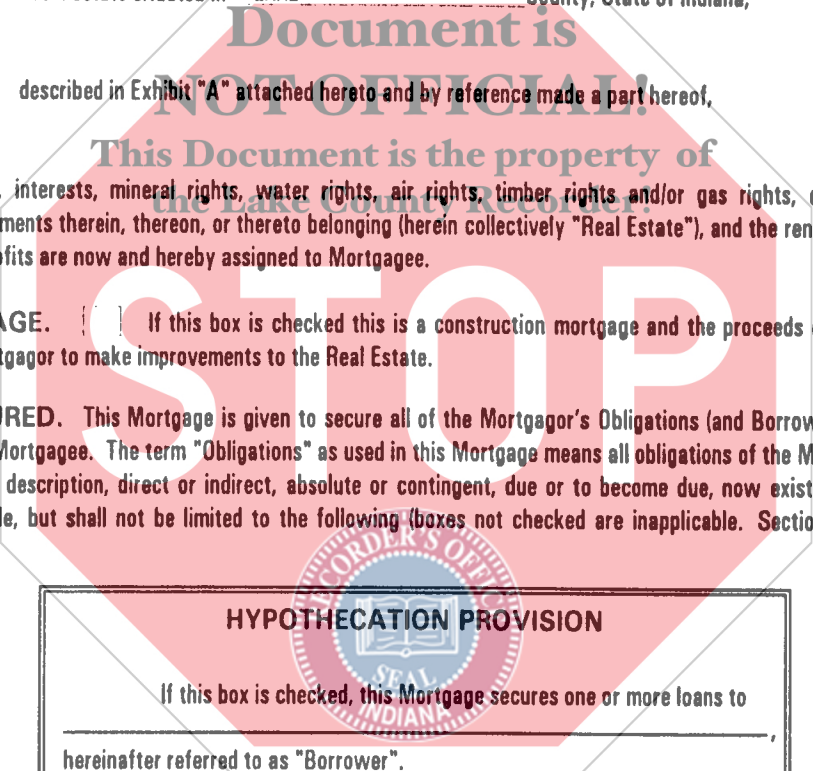 County, State of Indiana,
Document is
described in Exhibit "A" attached hereto and by reference made a part hereof,
NOT OFFICIAL!
This Document is the property of
interests, mineral rights, water rights, air rights, timber rights and/or gas rights,
the Lake County Recorder!
ments therein, thereon, or thereto belonging (herein collectively "Real Estate"), and the ren
fits are now and hereby assigned to Mortgagee.
AGE. [ ] If this box is checked this is a construction mortgage and the proceeds
tgagor to make improvements to the Real Estate.
STOP
URED. This Mortgage is given to secure all of the Mortgagor's Obligations (and Borrow
Mortgagee. The term "Obligations" as used in this Mortgage means all obligations of the M
description, direct or indirect, absolute or contingent, due or to become due, now exist
de, but shall not be limited to the following (boxes not checked are inapplicable. Sectio
RECORDER'S OFFIC
HYPOTHECATION PROVISION
SEAL
INDIANA
If this box is checked, this Mortgage secures one or more loans to
,
hereinafter referred to as "Borrower".